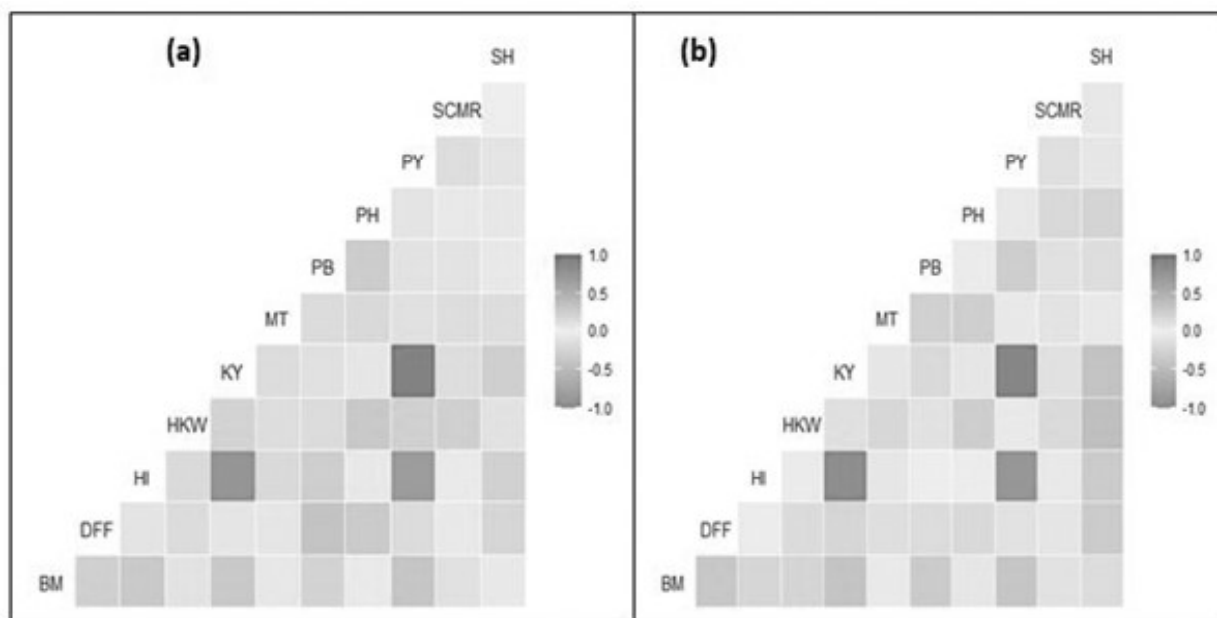 (a)
SH
SCMR
PY
PH
PB
MT
KY
HKW
HI
DFF
BM
1.0
0.5
0.0
-0.5
-1.0
(b)
SH
SCMR
PY
PH
PB
MT
KY
HKW
HI
DFF
BM
1.0
0.5
0.0
-0.5
-1.0